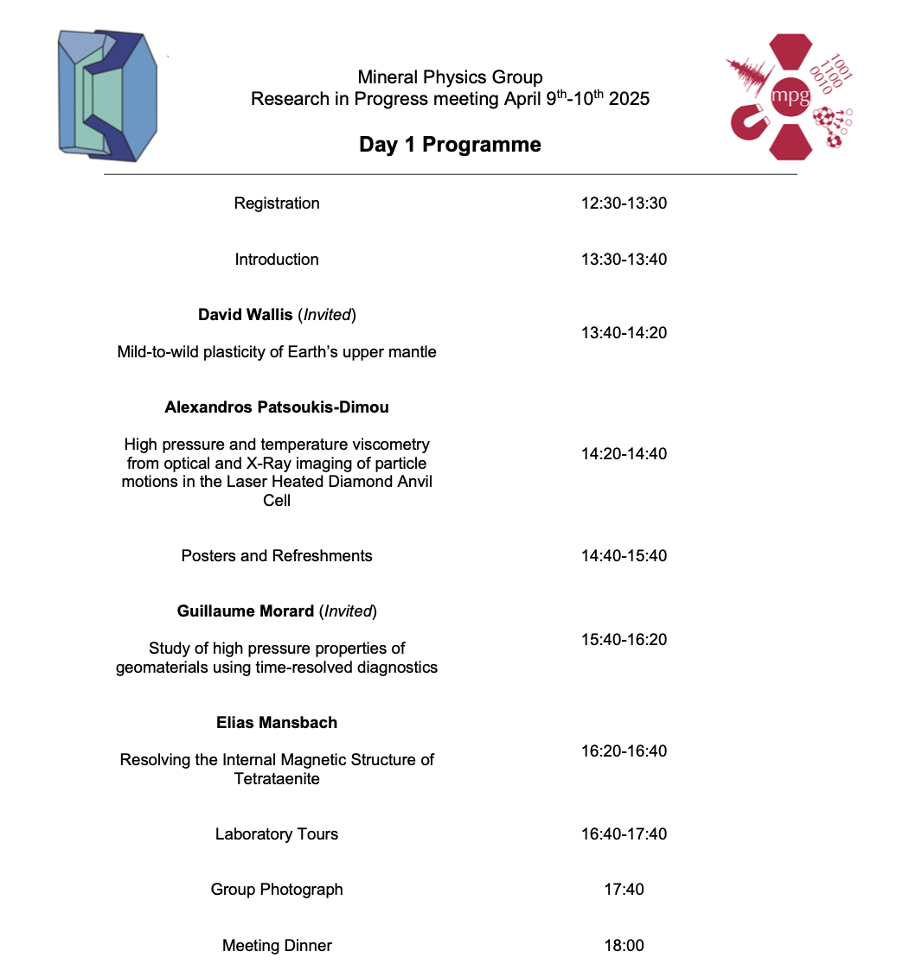 Mineral Physics Group
Research in Progress meeting April 9th-10th 2025
Day 1 Programme
1001
1100
0010
mpg
Registration 12:30-13:30
Introduction 13:30-13:40
David Wallis (Invited)
13:40-14:20
Mild-to-wild plasticity of Earth’s upper mantle
Alexandros Patsoukis-Dimou
High pressure and temperature viscometry
14:20-14:40
from optical and X-Ray imaging of particle
motions in the Laser Heated Diamond Anvil
Cell
Posters and Refreshments 14:40-15:40
Guillaume Morard (Invited)
15:40-16:20
Study of high pressure properties of
geomaterials using time-resolved diagnostics
Elias Mansbach
16:20-16:40
Resolving the Internal Magnetic Structure of
Tetrataenite
Laboratory Tours 16:40-17:40
Group Photograph 17:40
Meeting Dinner 18:00